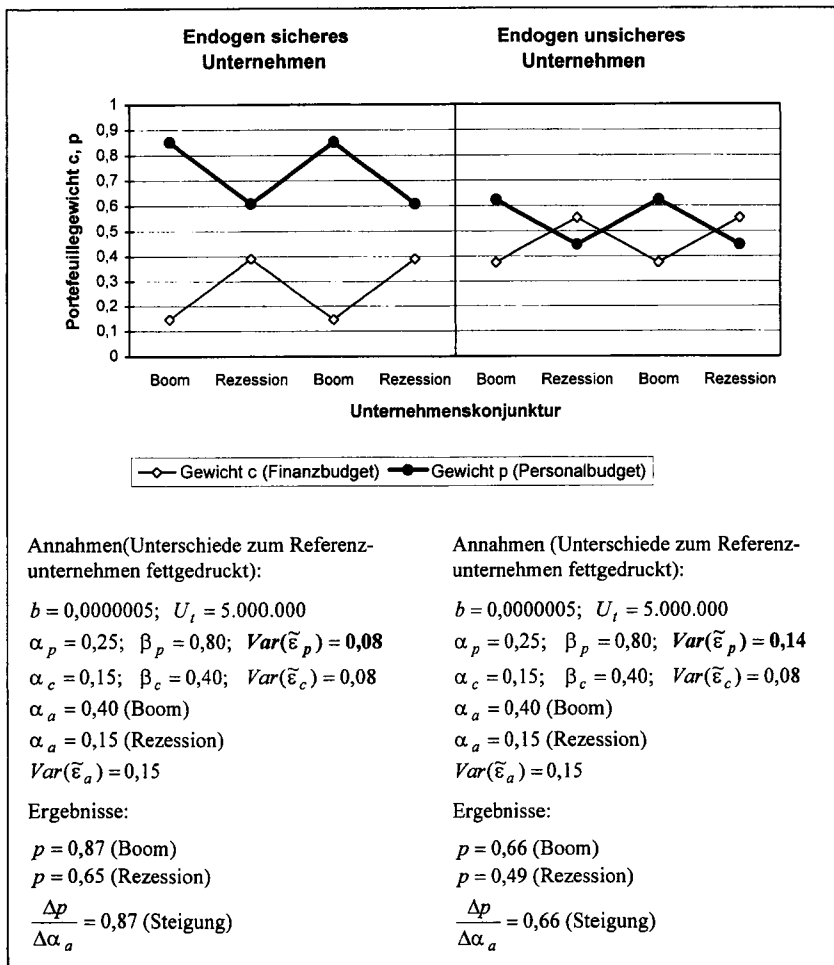 Endogen sicheres
Unternehmen
Endogen unsicheres
Unternehmen
Portefeuillegewicht c, p
1
0,9
0,8
0,7
0,6
0,5
0,4
0,3
0,2
0,1
0
Boom Rezession Boom Rezession Boom Rezession Boom Rezession
Unternehmenskonjunktur
Gewicht c (Finanzbudget) Gewicht p (Personalbudget)
Annahmen(Unterschiede zum Referenz-
unternehmen fettgedruckt):
b = 0,0000005; U_t = 5.000.000
α_p = 0,25; β_p = 0,80; Var(ε̃_p) = 0,08
α_c = 0,15; β_c = 0,40; Var(ε̃_c) = 0,08
α_a = 0,40 (Boom)
α_a = 0,15 (Rezession)
Var(ε̃_a) = 0,15
Ergebnisse:
p = 0,87 (Boom)
p = 0,65 (Rezession)
Δp/Δα_a = 0,87 (Steigung)
Annahmen (Unterschiede zum Referenz-
unternehmen fettgedruckt):
b = 0,0000005; U_t = 5.000.000
α_p = 0,25; β_p = 0,80; Var(ε̃_p) = 0,14
α_c = 0,15; β_c = 0,40; Var(ε̃_c) = 0,08
α_a = 0,40 (Boom)
α_a = 0,15 (Rezession)
Var(ε̃_a) = 0,15
Ergebnisse:
p = 0,66 (Boom)
p = 0,49 (Rezession)
Δp/Δα_a = 0,66 (Steigung)